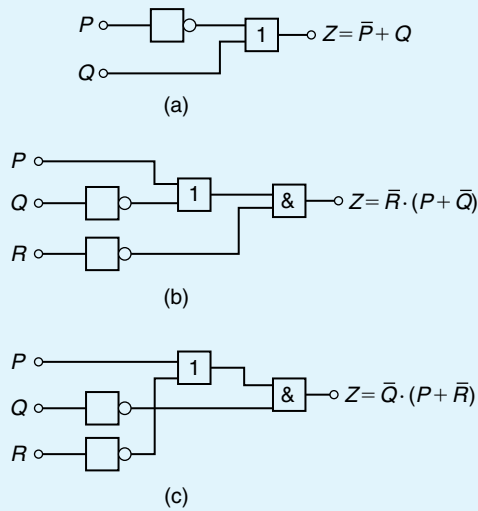 P 1 Z = P̄ + Q
Q
(a)
P
Q 1 & Z = R̄ · (P + Q̄)
R
(b)
P 1
Q & Z = Q̄ · (P + R̄)
R
(c)